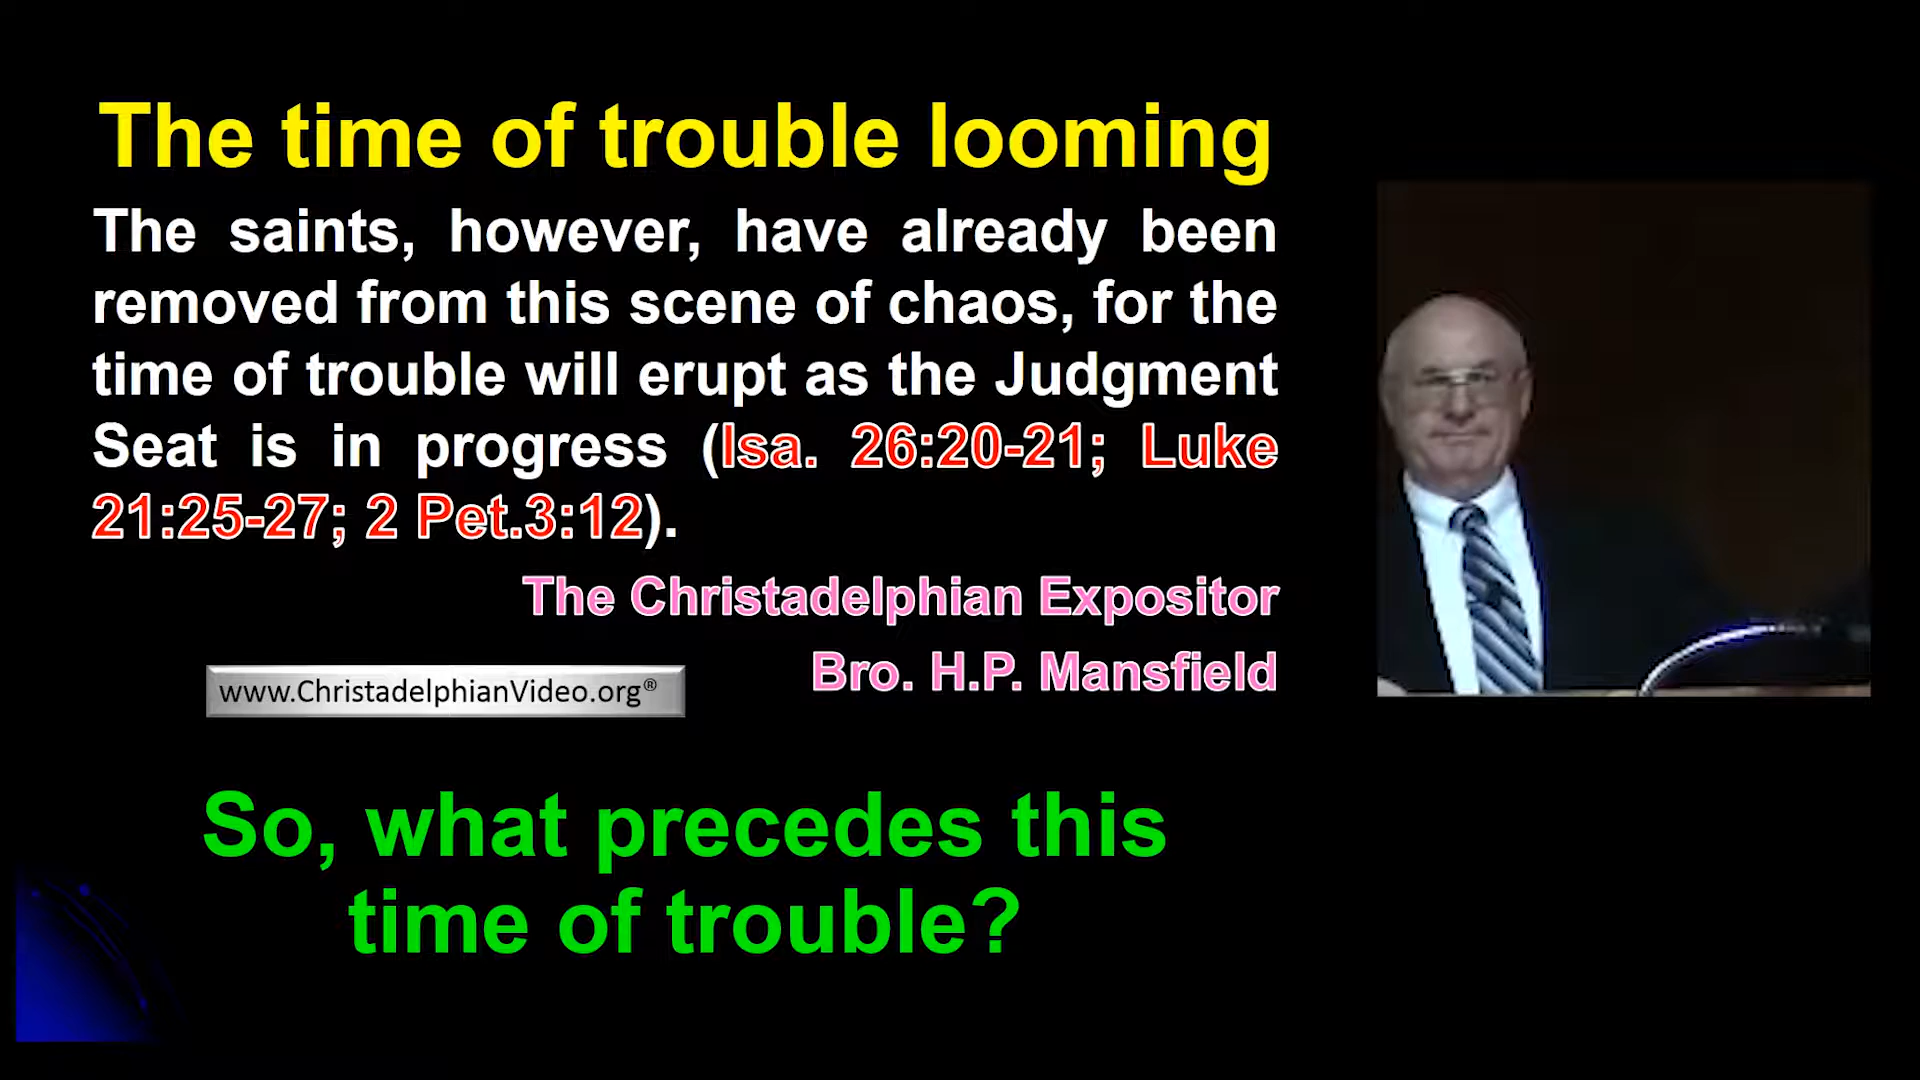 The time of trouble looming
The saints, however, have already been
removed from this scene of chaos, for the
time of trouble will erupt as the Judgment
Seat is in progress (Isa. 26:20-21; Luke
21:25-27; 2 Pet.3:12).
The Christadelphian Expositor
Bro. H.P. Mansfield
www.ChristadelphianVideo.org®
So, what precedes this
time of trouble?